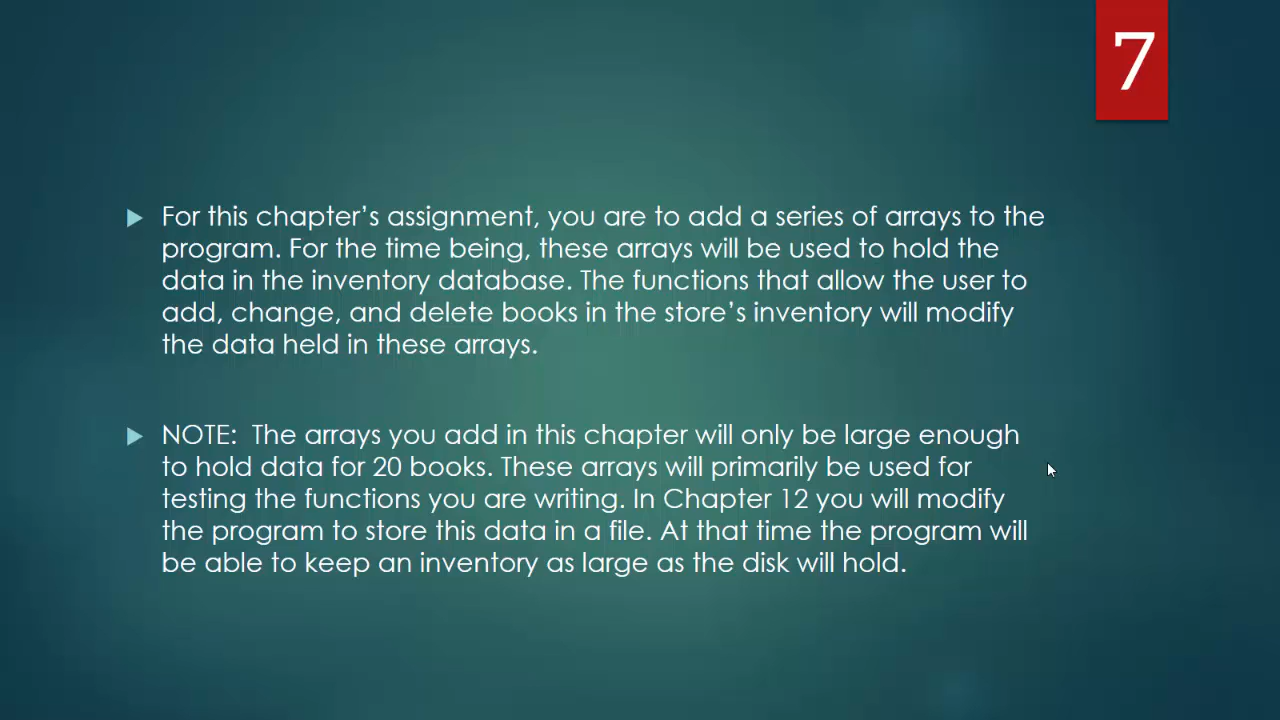 7
For this chapter’s assignment, you are to add a series of arrays to the
program. For the time being, these arrays will be used to hold the
data in the inventory database. The functions that allow the user to
add, change, and delete books in the store’s inventory will modify
the data held in these arrays.
NOTE:  The arrays you add in this chapter will only be large enough
to hold data for 20 books. These arrays will primarily be used for
testing the functions you are writing. In Chapter 12 you will modify
the program to store this data in a file. At that time the program will
be able to keep an inventory as large as the disk will hold.